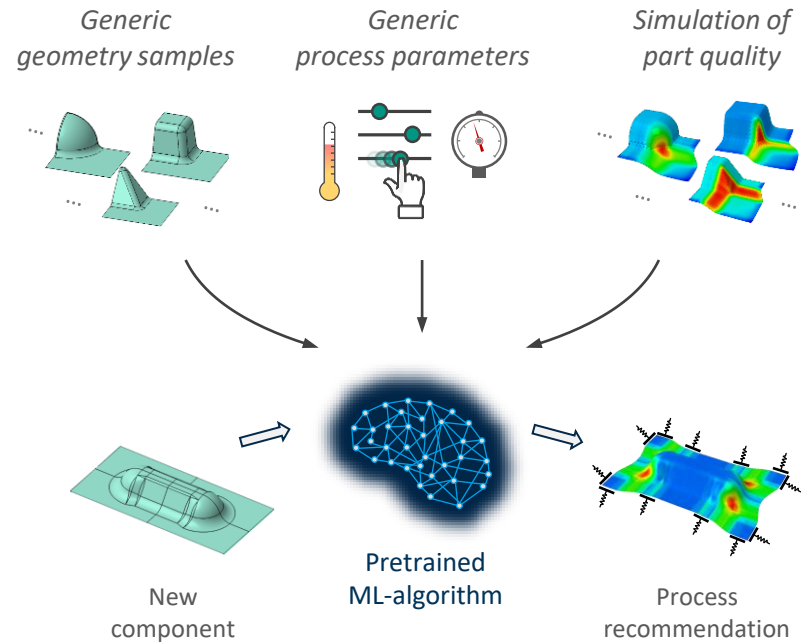 Generic
geometry samples
Generic
process parameters
Simulation of
part quality
...
...
...
...
...
...
Pretrained
ML-algorithm
New
component
Process
recommendation